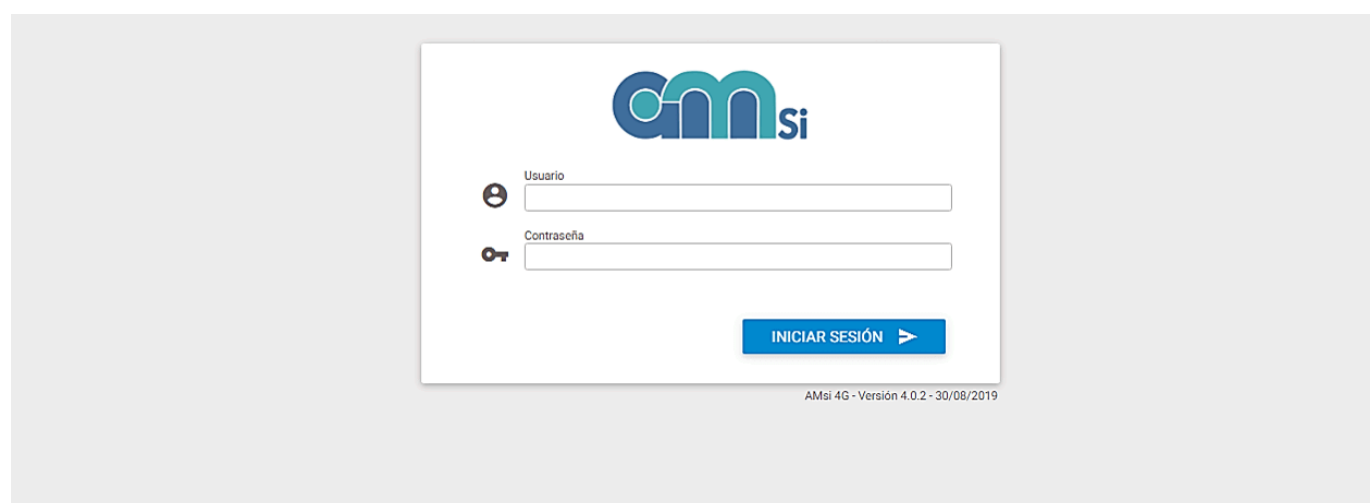 aMSi
Usuario
Contraseña
INICIAR SESIÓN
AMsi 4G - Versión 4.0.2 - 30/08/2019